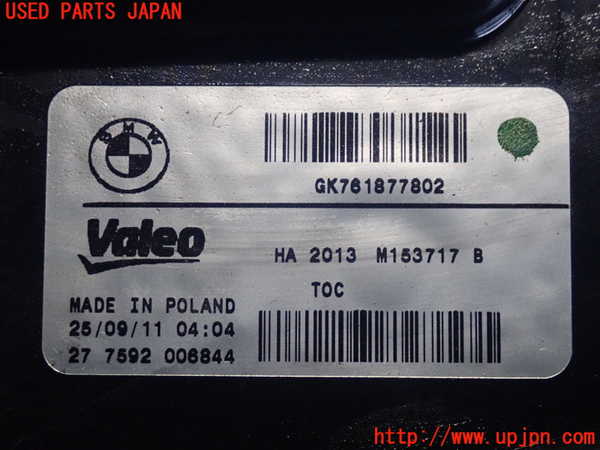 USED PARTS JAPAN
BMW
GK761877802
Valeo
HA 2013 M153717 B
TOC
MADE IN POLAND
25/09/11 04:04
27 7592 006844
http://www.upjpn.com/